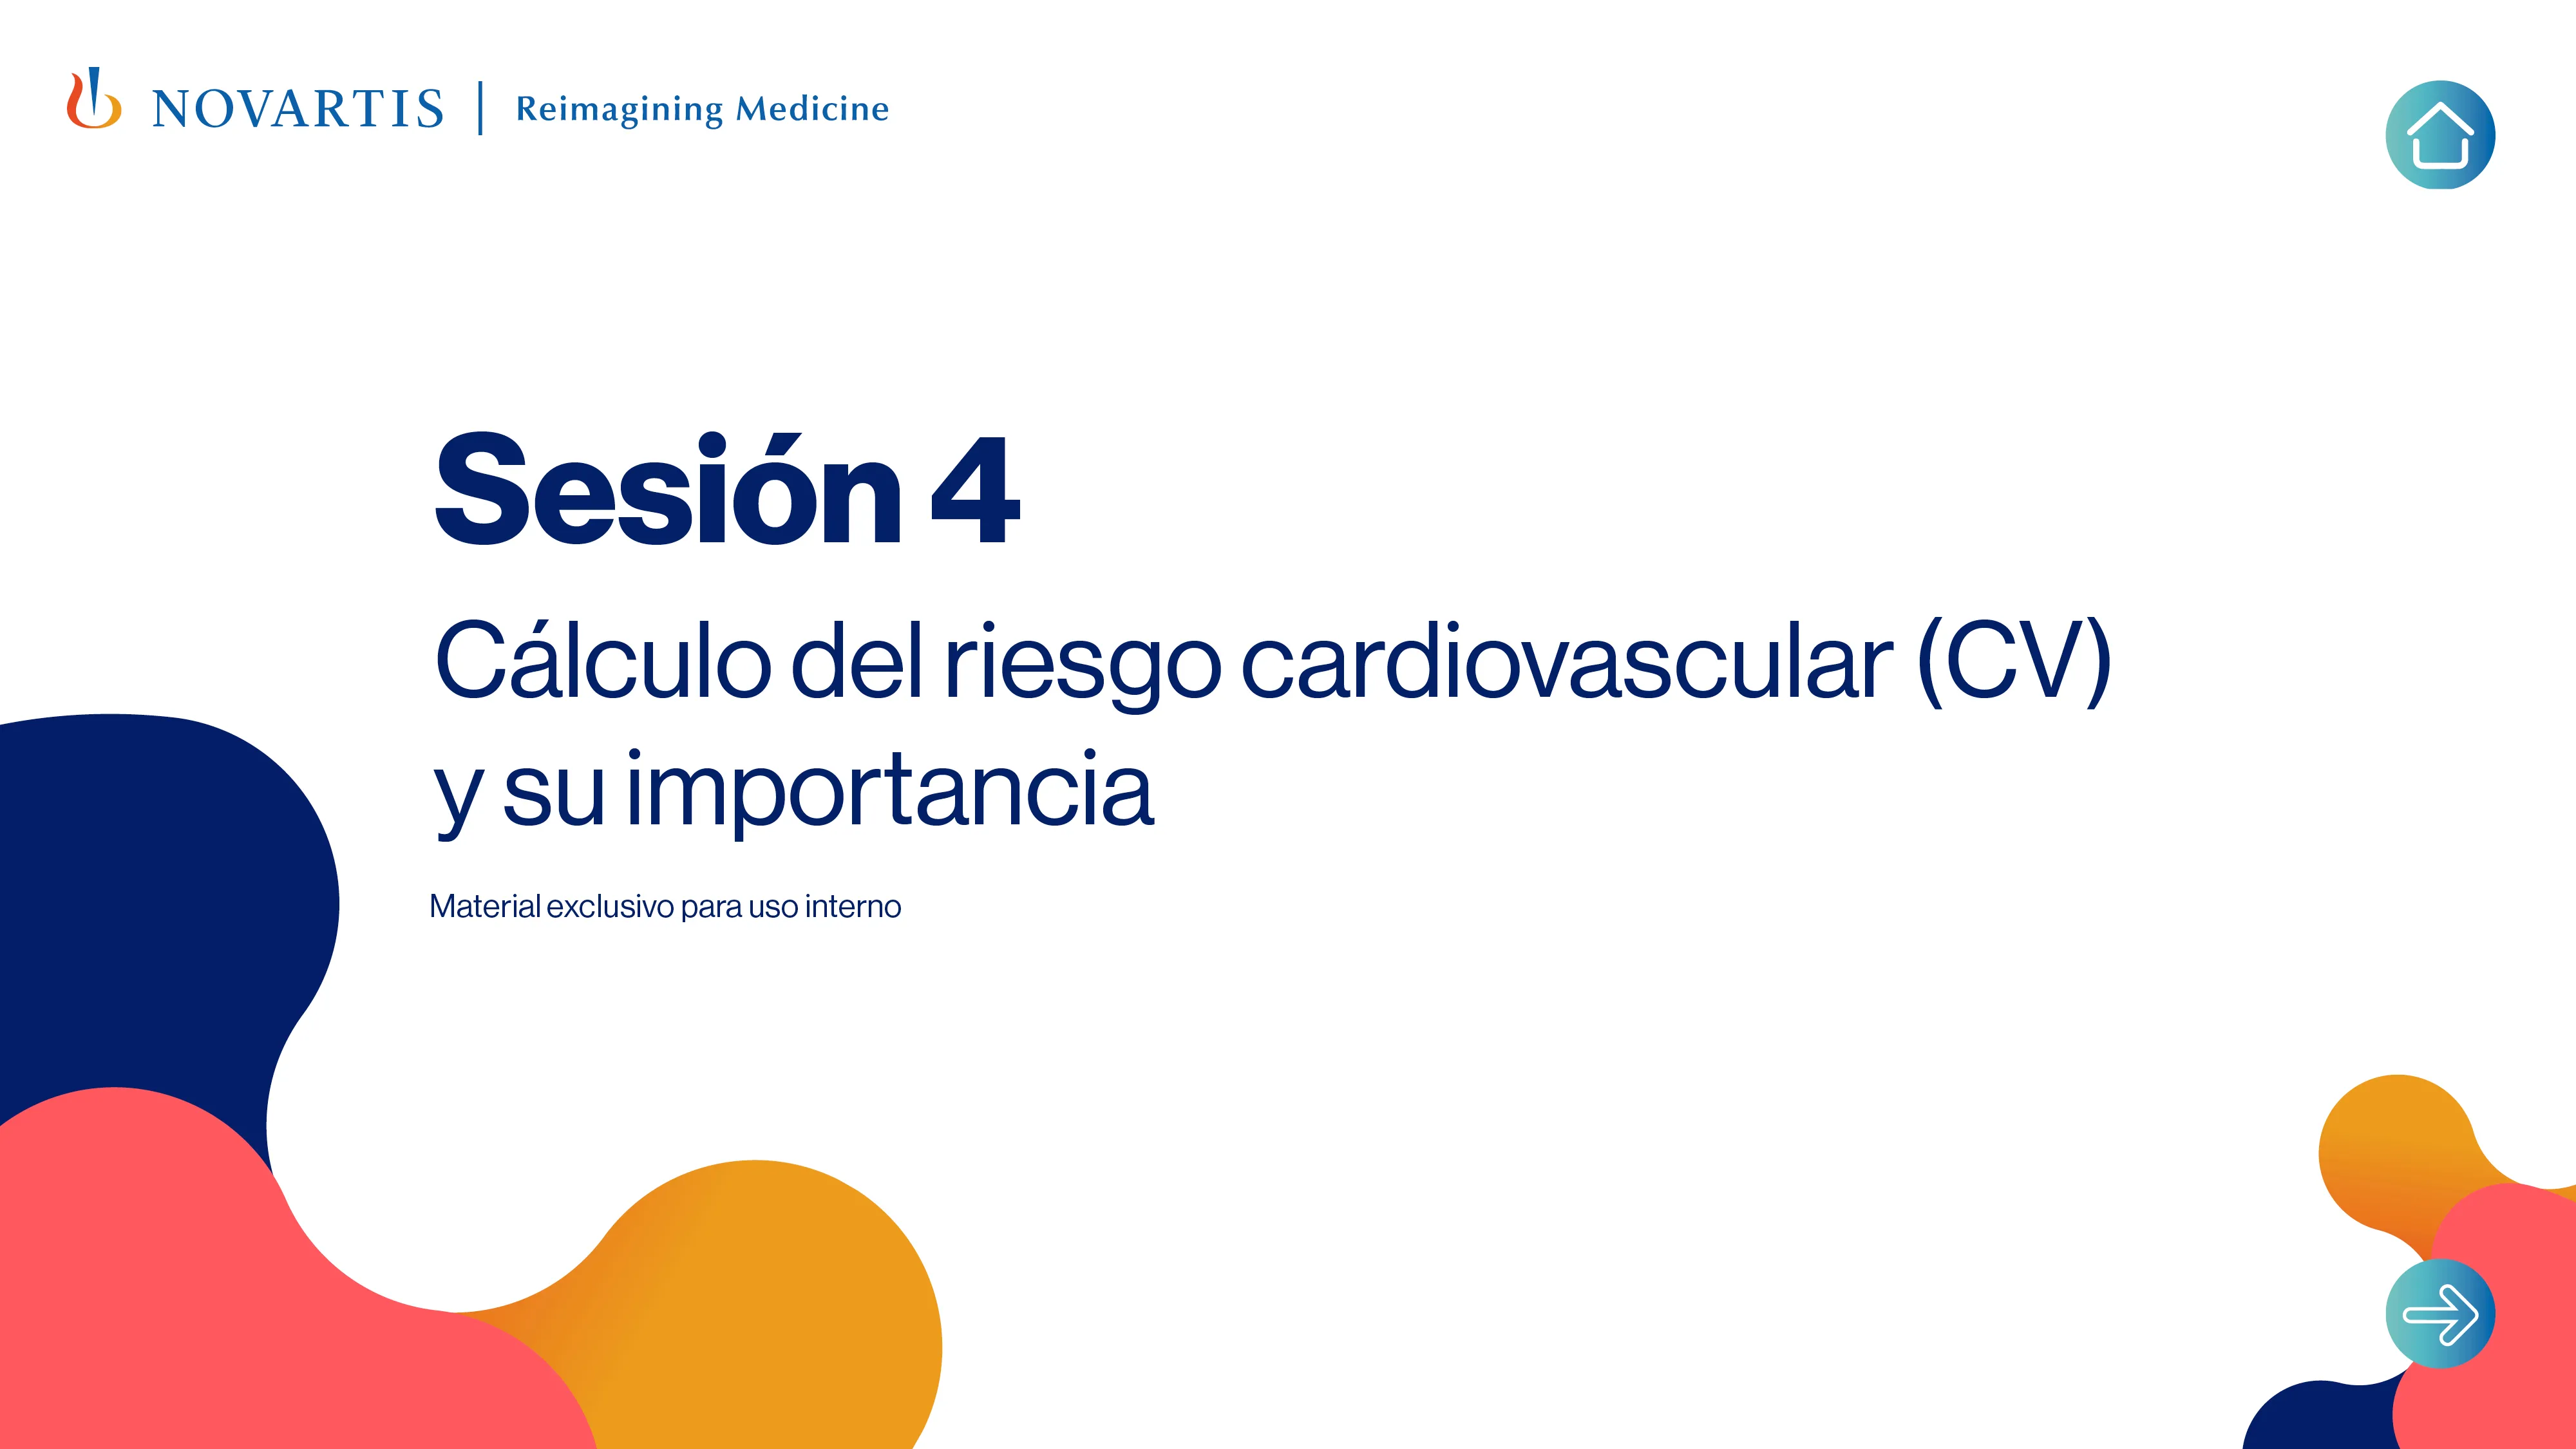 NOVARTIS | Reimagining Medicine
Sesión 4
Cálculo del riesgo cardiovascular (CV)
y su importancia
Material exclusivo para uso interno